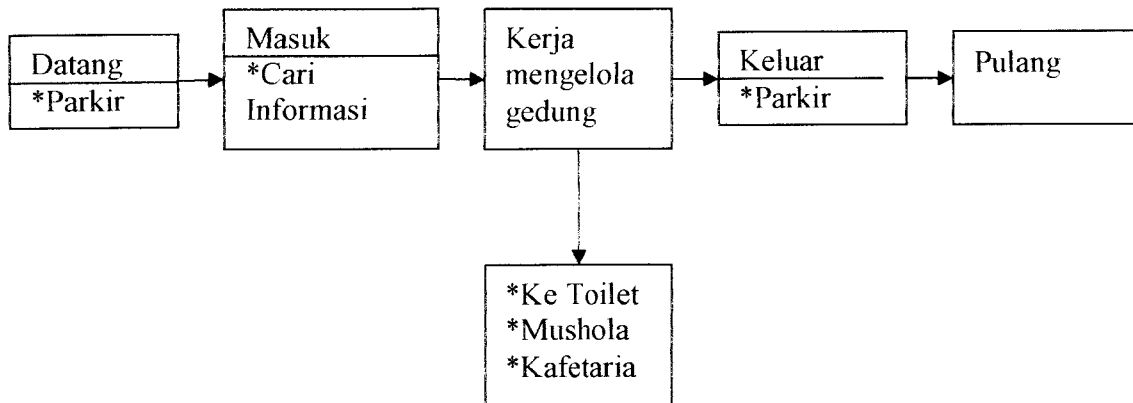 Datang
*Parkir
Masuk
*Cari
Informasi
Kerja
mengelola
gedung
Keluar
*Parkir
Pulang
*Ke Toilet
*Mushola
*Kafetaria